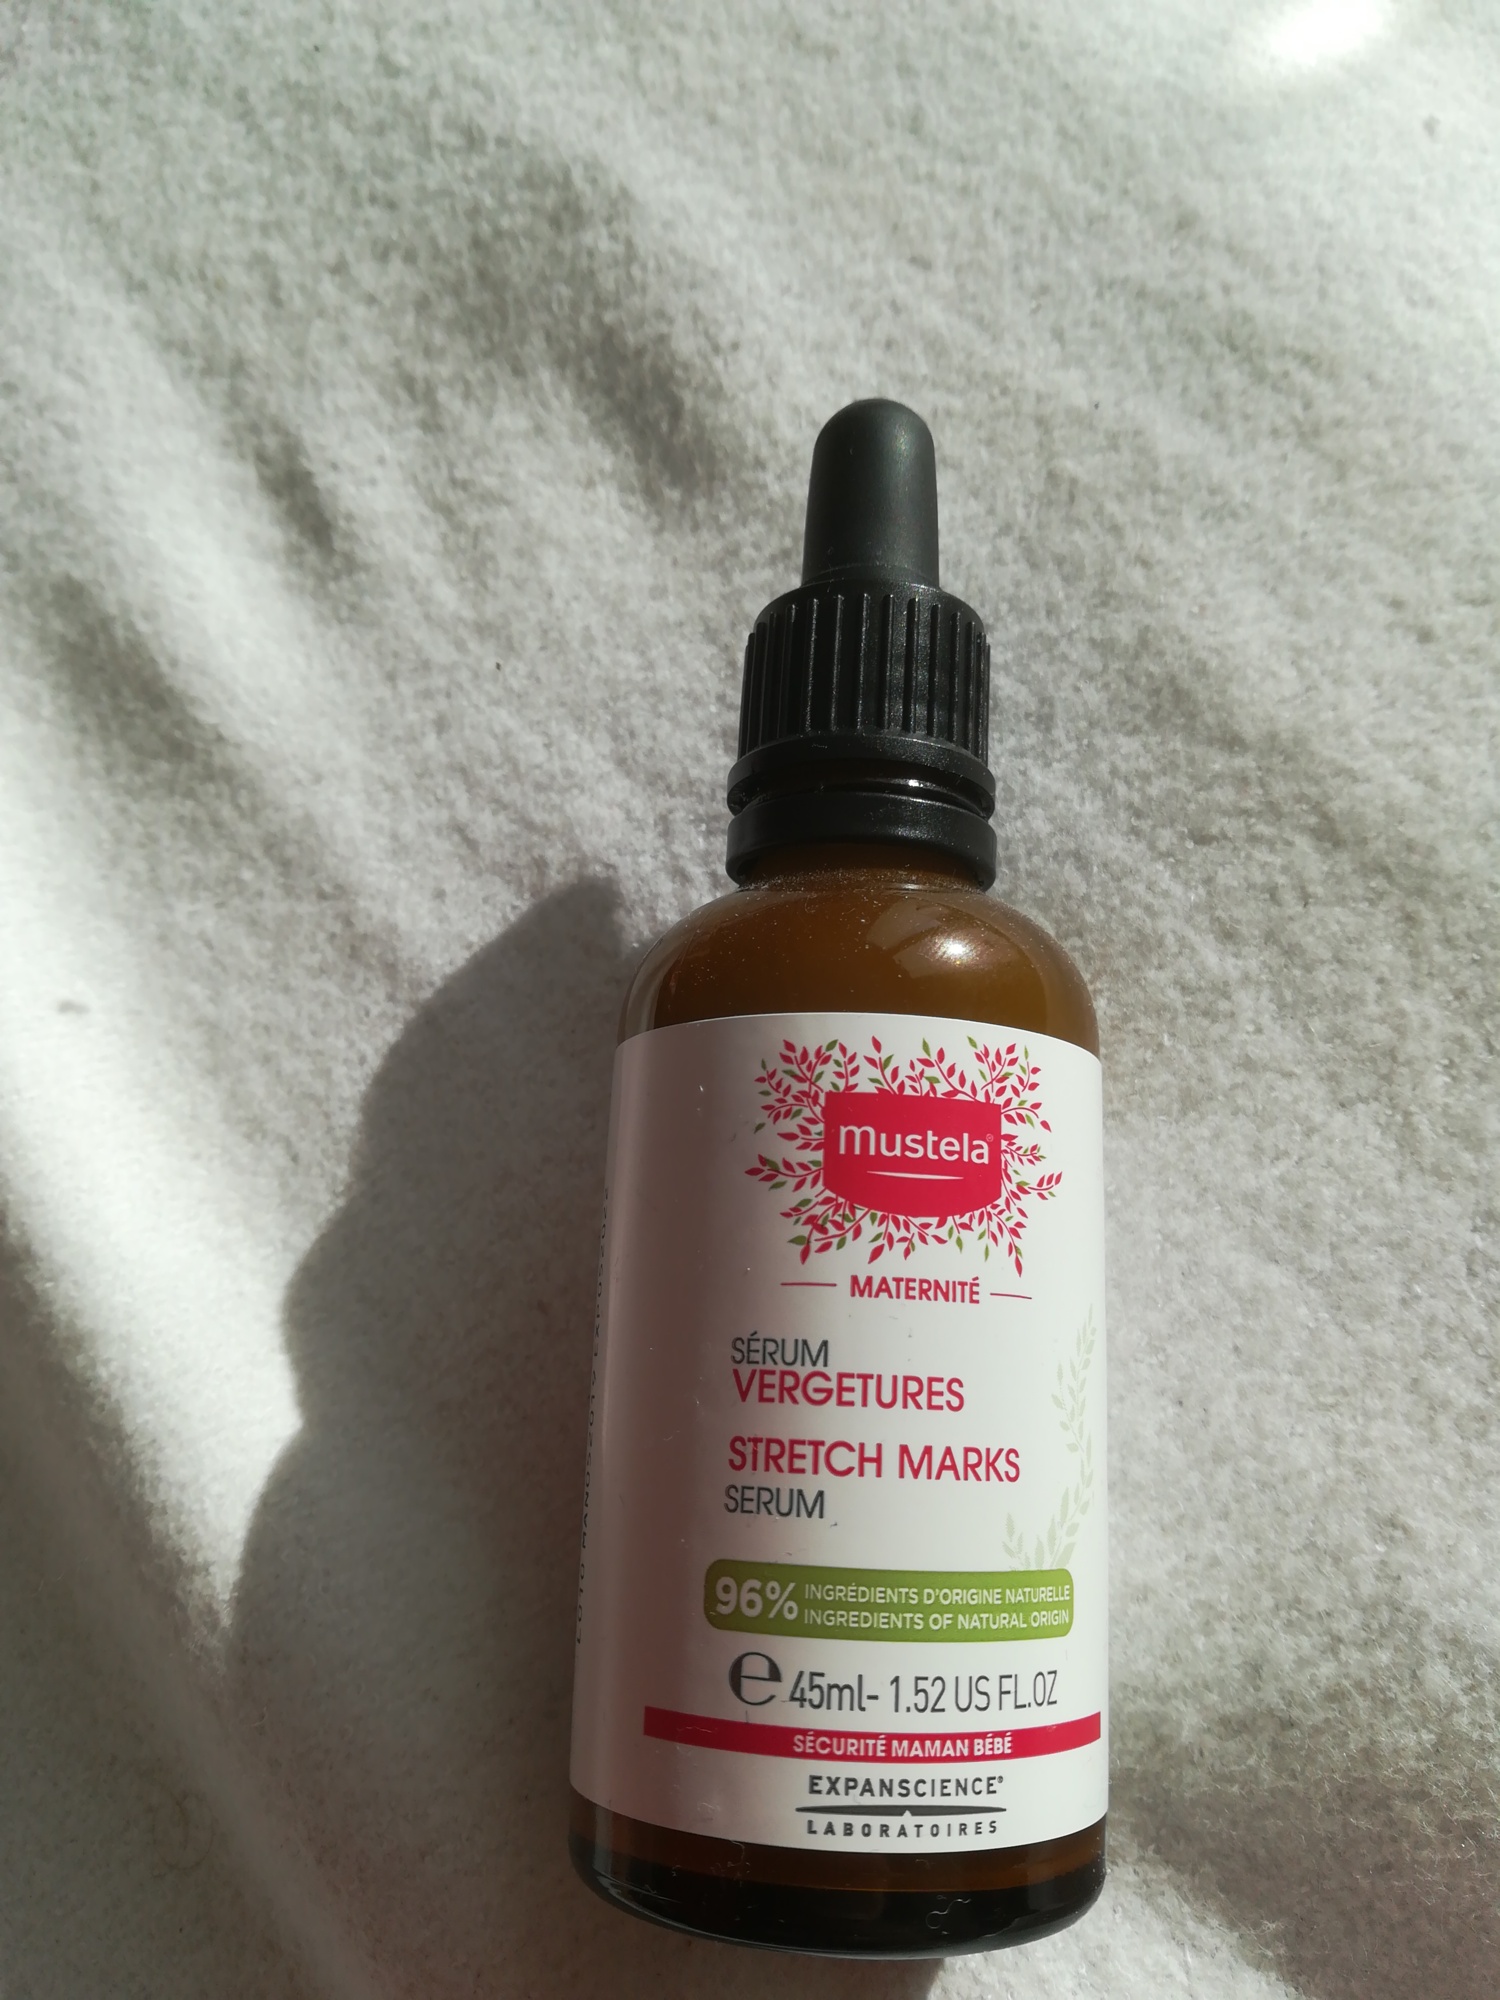 mustela®
MATERNITÉ
SÉRUM
VERGETURES
STRETCH MARKS
SERUM
96% INGRÉDIENTS D'ORIGINE NATURELLE
INGREDIENTS OF NATURAL ORIGIN
e 45ml- 1.52 US FL.OZ
SÉCURITÉ MAMAN BÉBÉ
EXPANSCIENCE®
LABORATOIRES